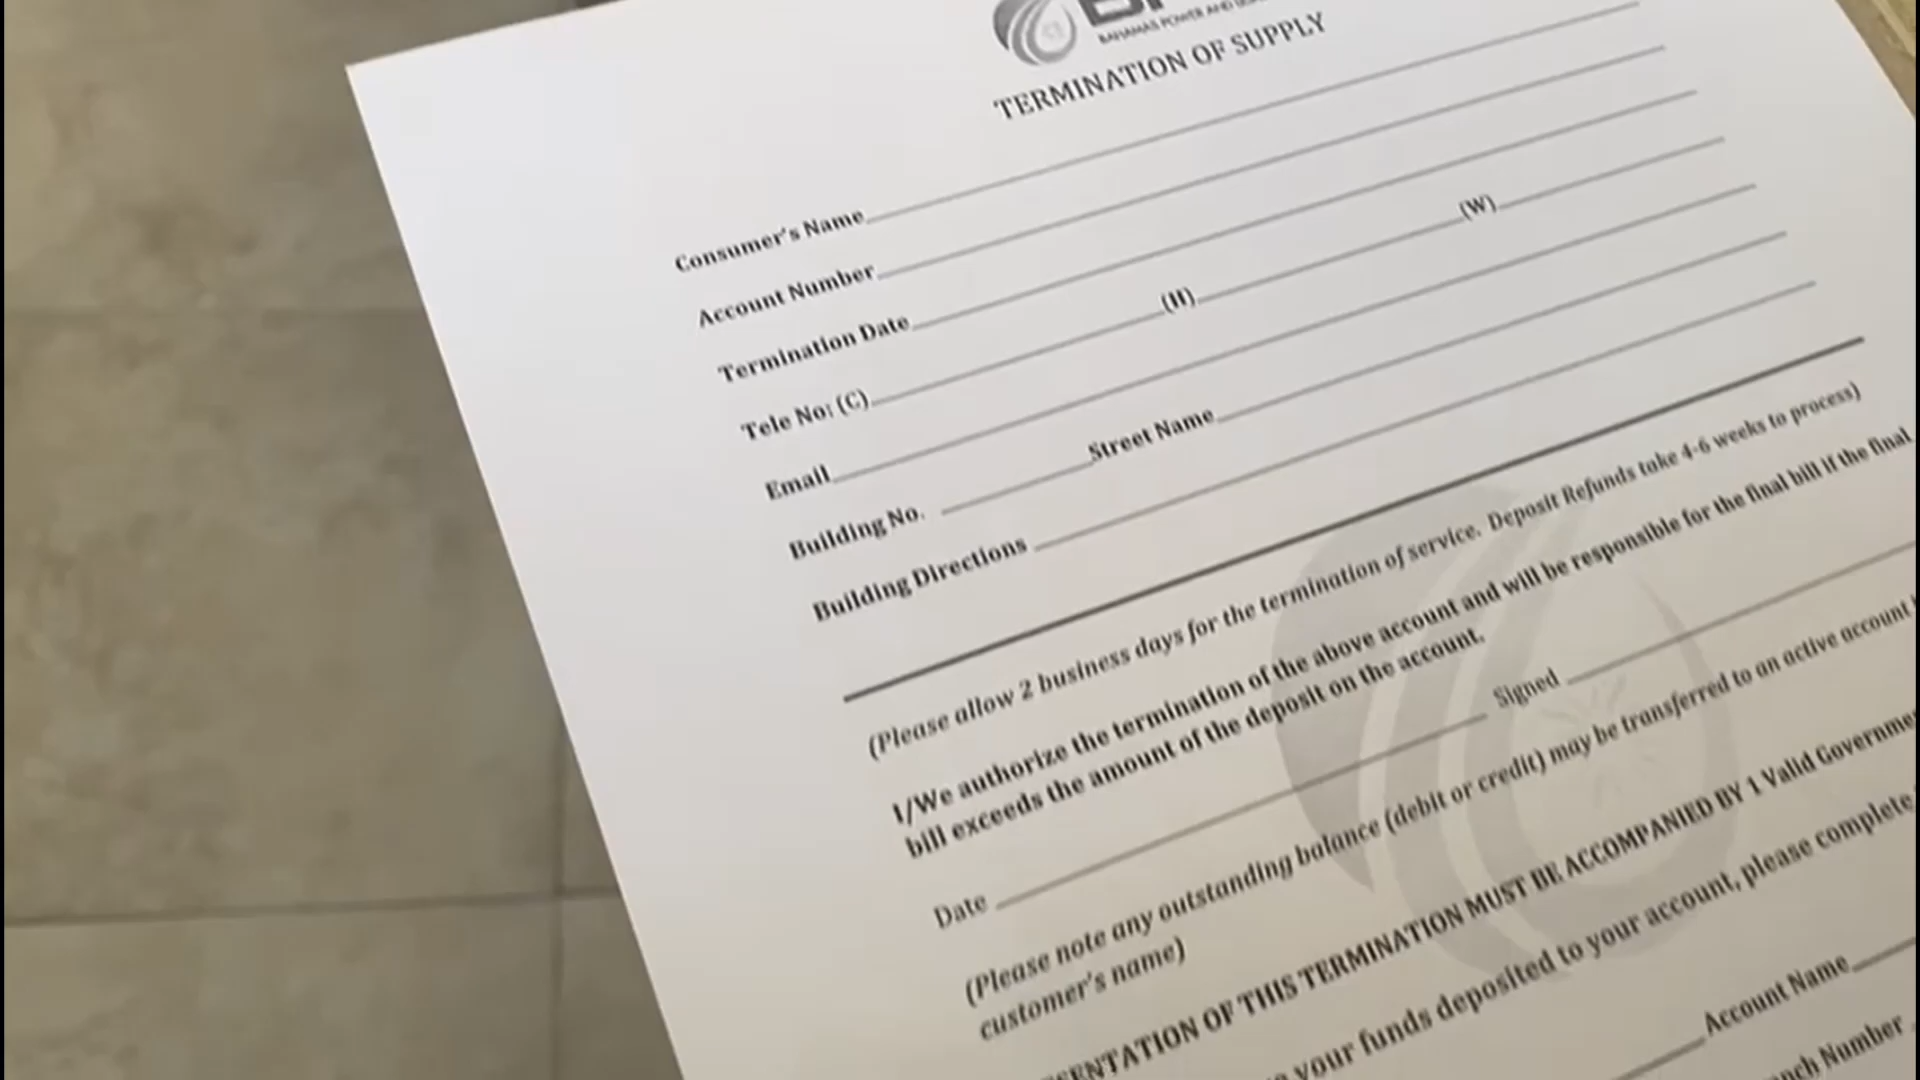 BAHAMAS POWER AND
TERMINATION OF SUPPLY
Consumer's Name
Account Number
Termination Date
Tele No: (C) (H) (W)
Email
Building No. Street Name
Building Directions
(Please allow 2 business days for the termination of service. Deposit Refunds take 4-6 weeks to process)
I/We authorize the termination of the above account and will be responsible for the final bill if the final
bill exceeds the amount of the deposit on the account.
Date Signed
(Please note any outstanding balance (debit or credit) may be transferred to an active account
customer's name)
OF THIS TERMINATION MUST BE ACCOMPANIED BY 1 Valid
your funds deposited to your account, please complete
Account Name
Number